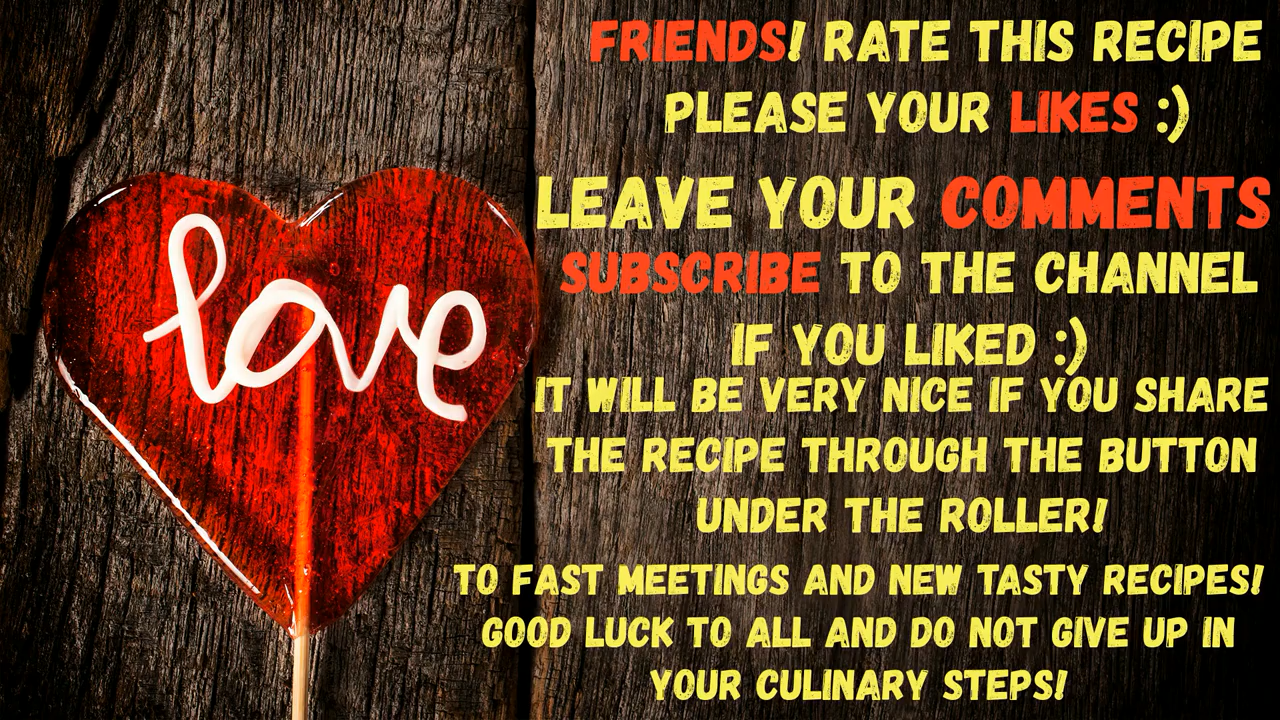 love
FRIENDS! RATE THIS RECIPE
PLEASE YOUR LIKES :)
LEAVE YOUR COMMENTS
SUBSCRIBE TO THE CHANNEL
IF YOU LIKED :)
IT WILL BE VERY NICE IF YOU SHARE
THE RECIPE THROUGH THE BUTTON
UNDER THE ROLLER!
TO FAST MEETINGS AND NEW TASTY RECIPES!
GOOD LUCK TO ALL AND DO NOT GIVE UP IN
YOUR CULINARY STEPS!